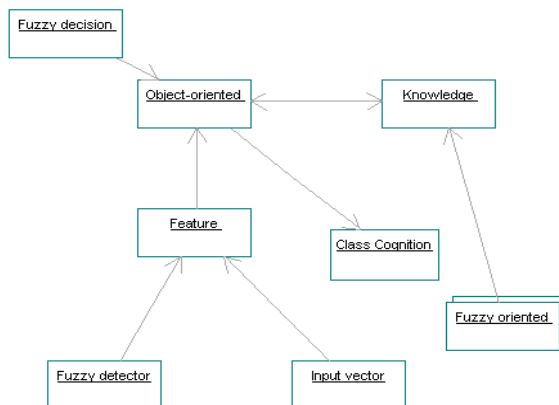 Fuzzy decision
Object-oriented
Knowledge
Feature
Class Cognition
Fuzzy oriented
Fuzzy detector
Input vector